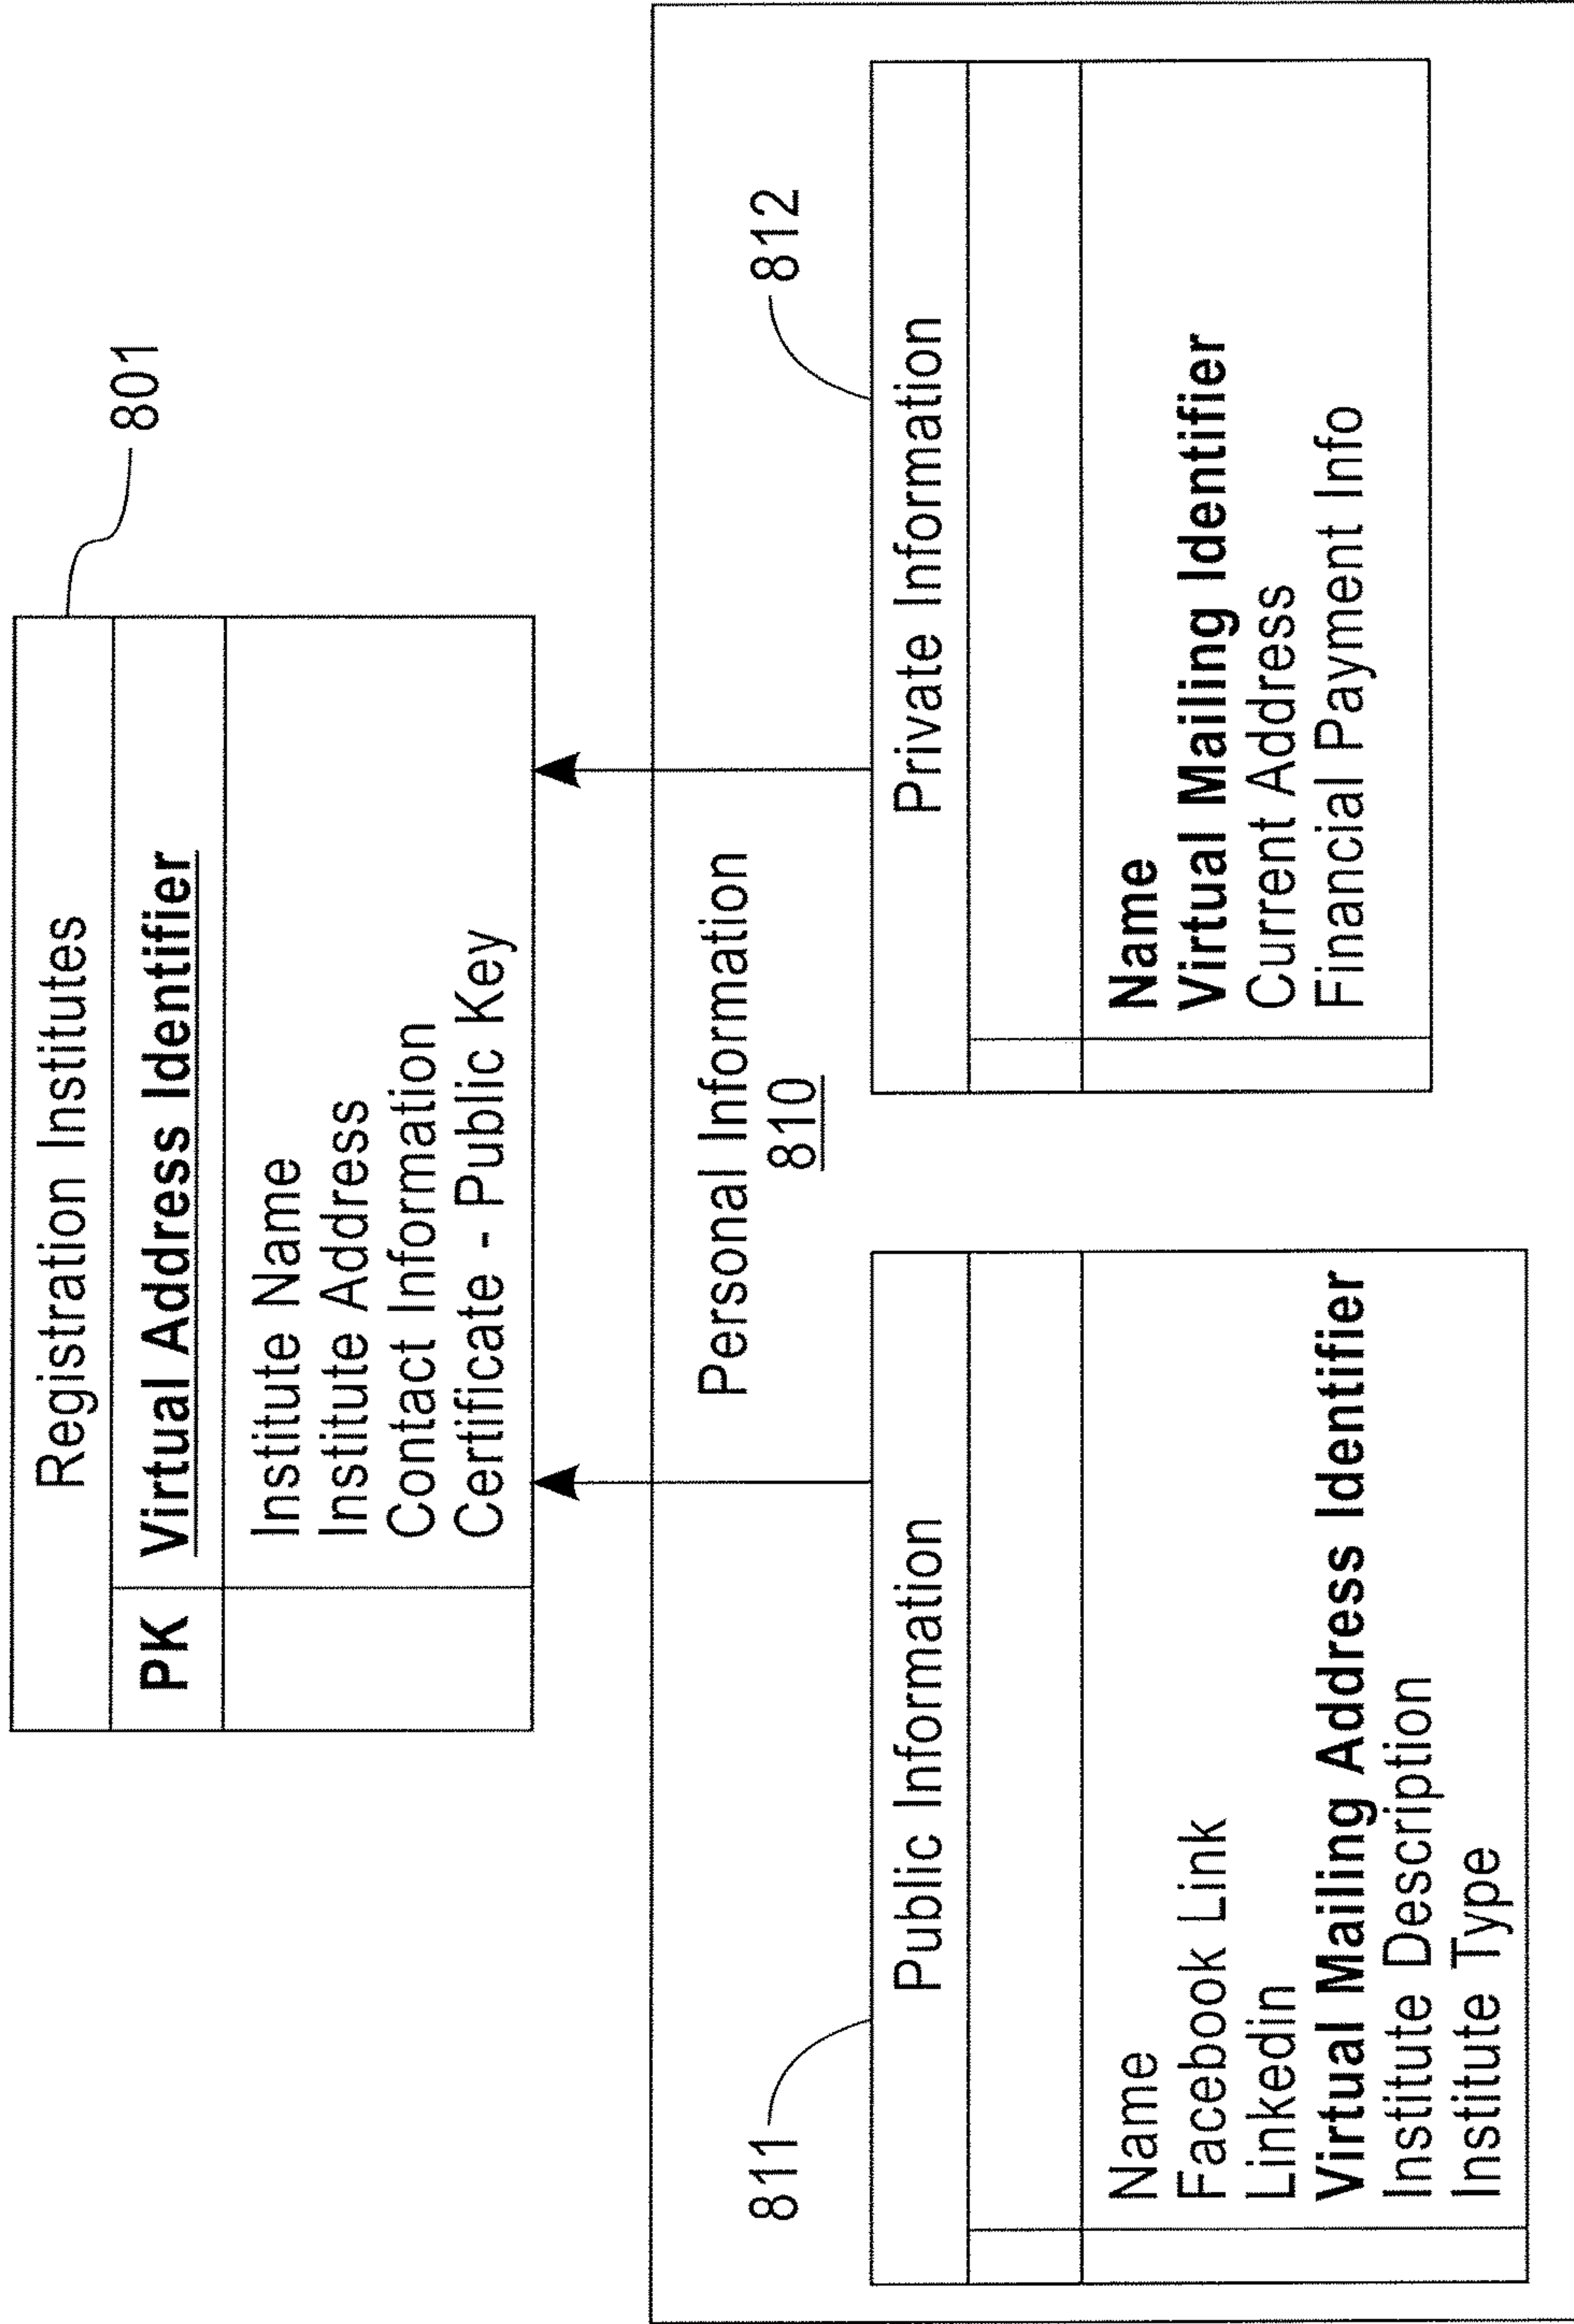 Registration Institutes
801
PK Virtual Address Identifier
Institute Name
Institute Address
Contact Information
Certificate - Public Key
Personal Information
810
811
Public Information
Name
Facebook Link
Linkedin
Virtual Mailing Address Identifier
Institute Description
Institute Type
812
Private Information
Name
Virtual Mailing Identifier
Current Address
Financial Payment Info